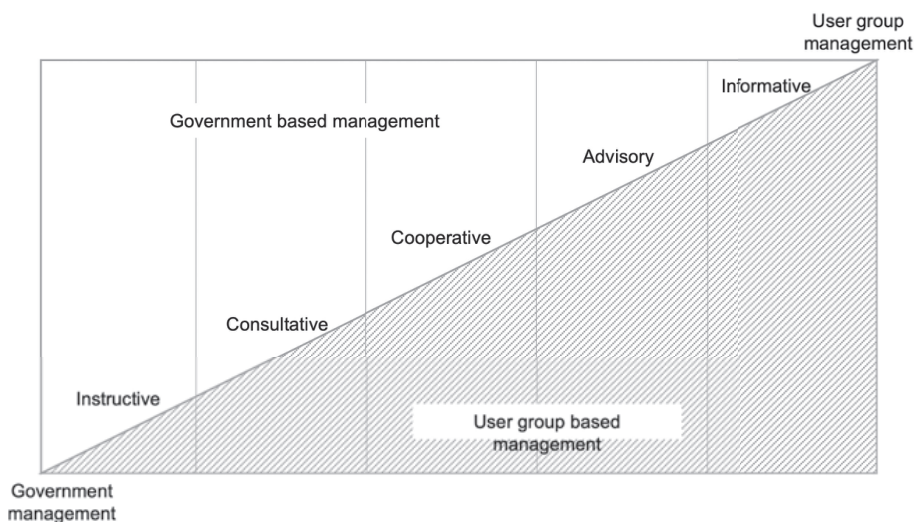 User group
management
Informative
Government based management
Advisory
Cooperative
Consultative
Instructive
User group based
management
Government
management